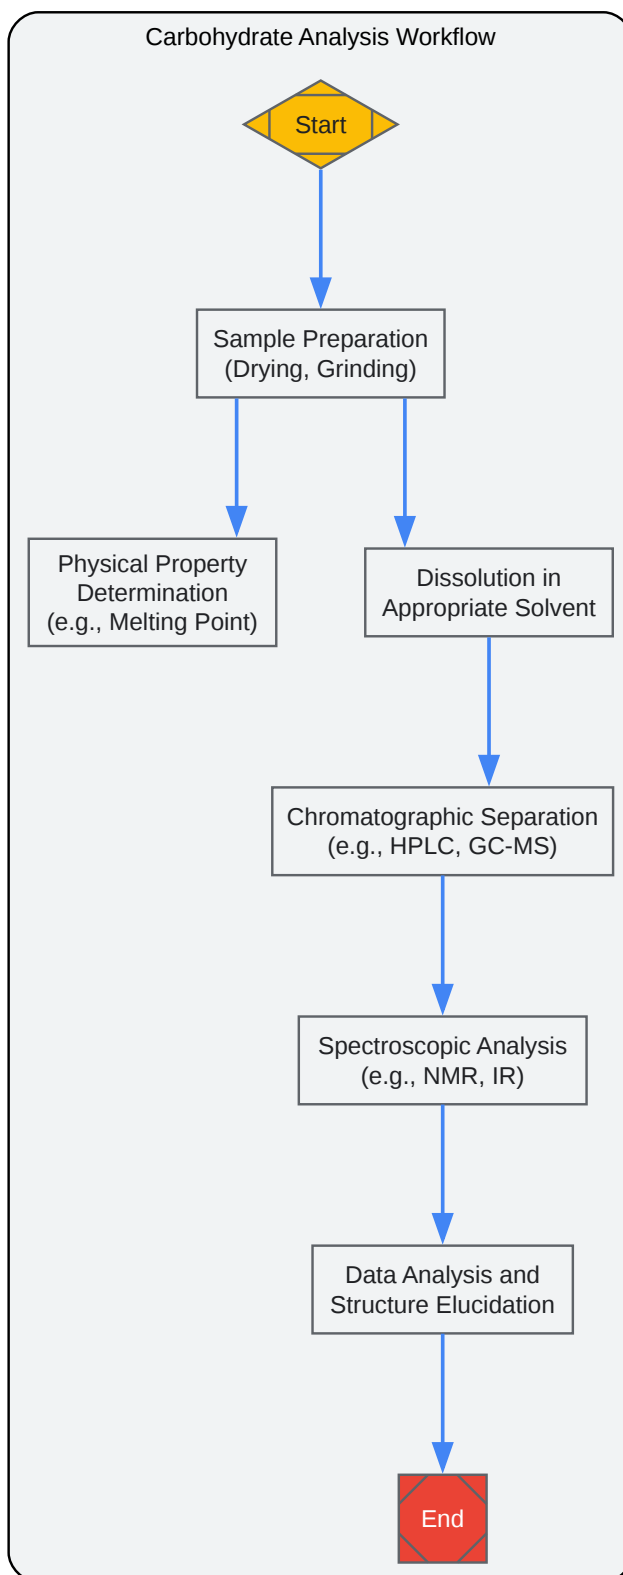 Carbohydrate Analysis Workflow
Start
Sample Preparation
(Drying, Grinding)
Physical Property
Determination
(e.g., Melting Point)
Dissolution in
Appropriate Solvent
Chromatographic Separation
(e.g., HPLC, GC-MS)
Spectroscopic Analysis
(e.g., NMR, IR)
Data Analysis and
Structure Elucidation
End